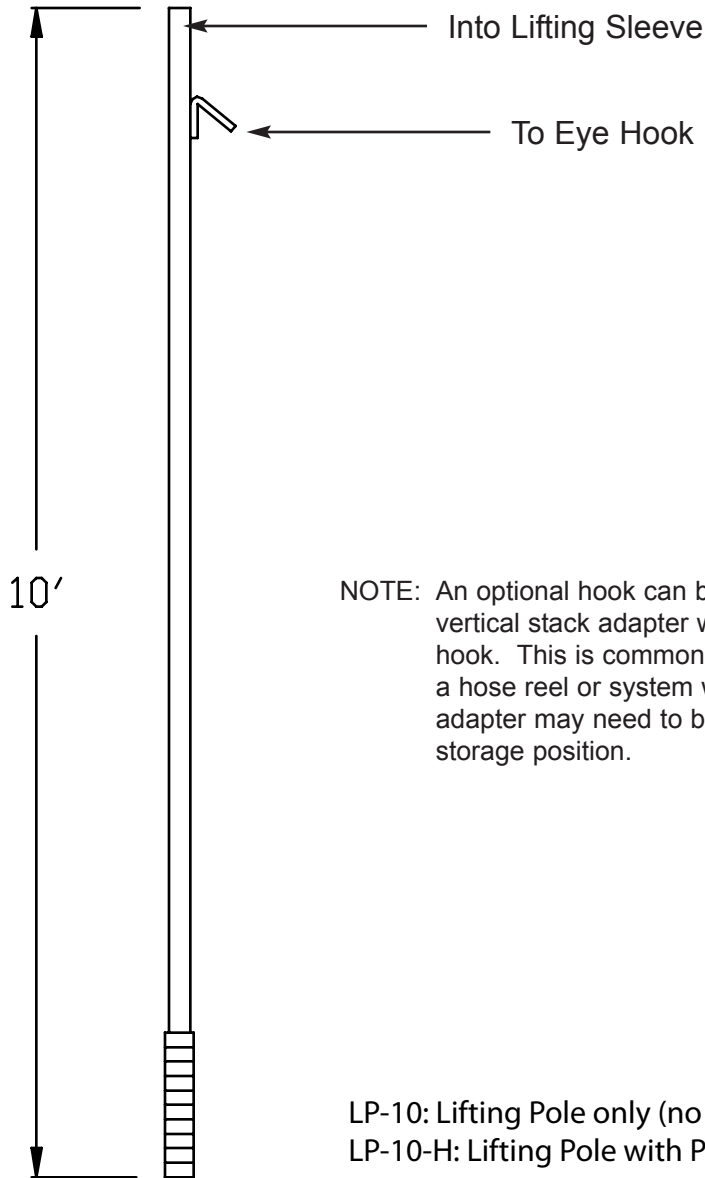 Into Lifting Sleeve
To Eye Hook
10′
NOTE: An optional hook can
vertical stack adapter
hook. This is common
a hose reel or system
adapter may need to
storage position.
LP-10: Lifting Pole only (no
LP-10-H: Lifting Pole with